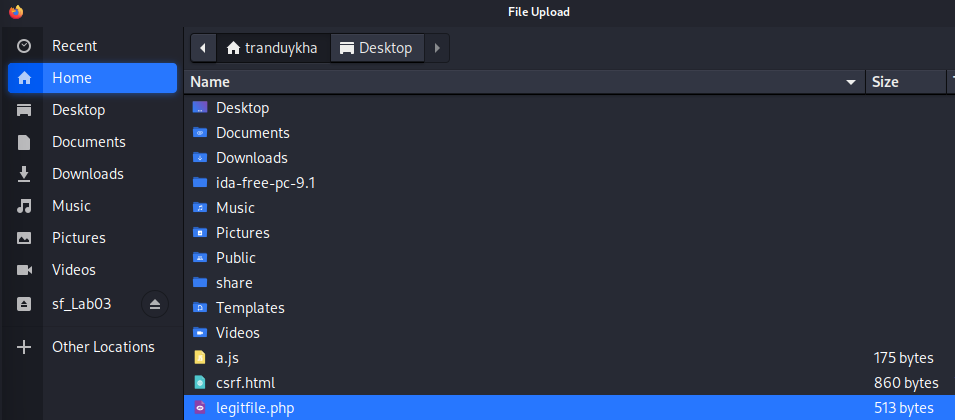 File Upload
Recent
Home
Desktop
Documents
Downloads
Music
Pictures
Videos
sf_Lab03
Other Locations
tranduykha Desktop
Name Size
Desktop
Documents
Downloads
ida-free-pc-9.1
Music
Pictures
Public
share
Templates
Videos
a.js 175 bytes
csrf.html 860 bytes
legitfile.php 513 bytes